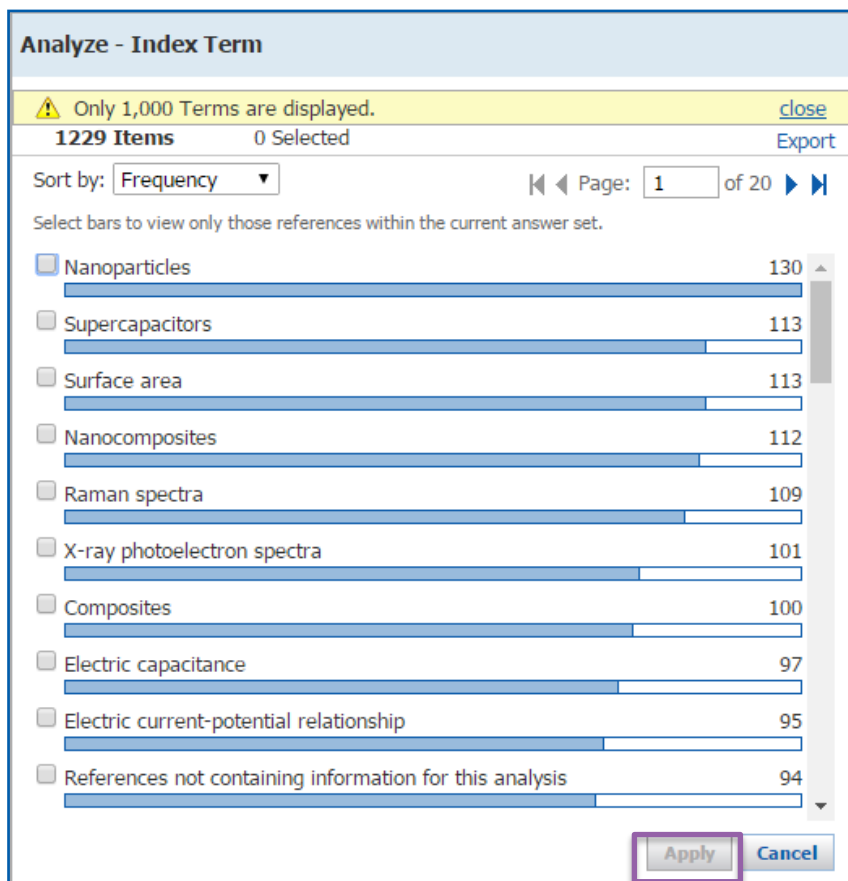 Analyze - Index Term
Only 1,000 Terms are displayed. close
1229 Items 0 Selected Export
Sort by: Frequency Page: 1 of 20
Select bars to view only those references within the current answer set.
Nanoparticles 130
Supercapacitors 113
Surface area 113
Nanocomposites 112
Raman spectra 109
X-ray photoelectron spectra 101
Composites 100
Electric capacitance 97
Electric current-potential relationship 95
References not containing information for this analysis 94
Apply Cancel